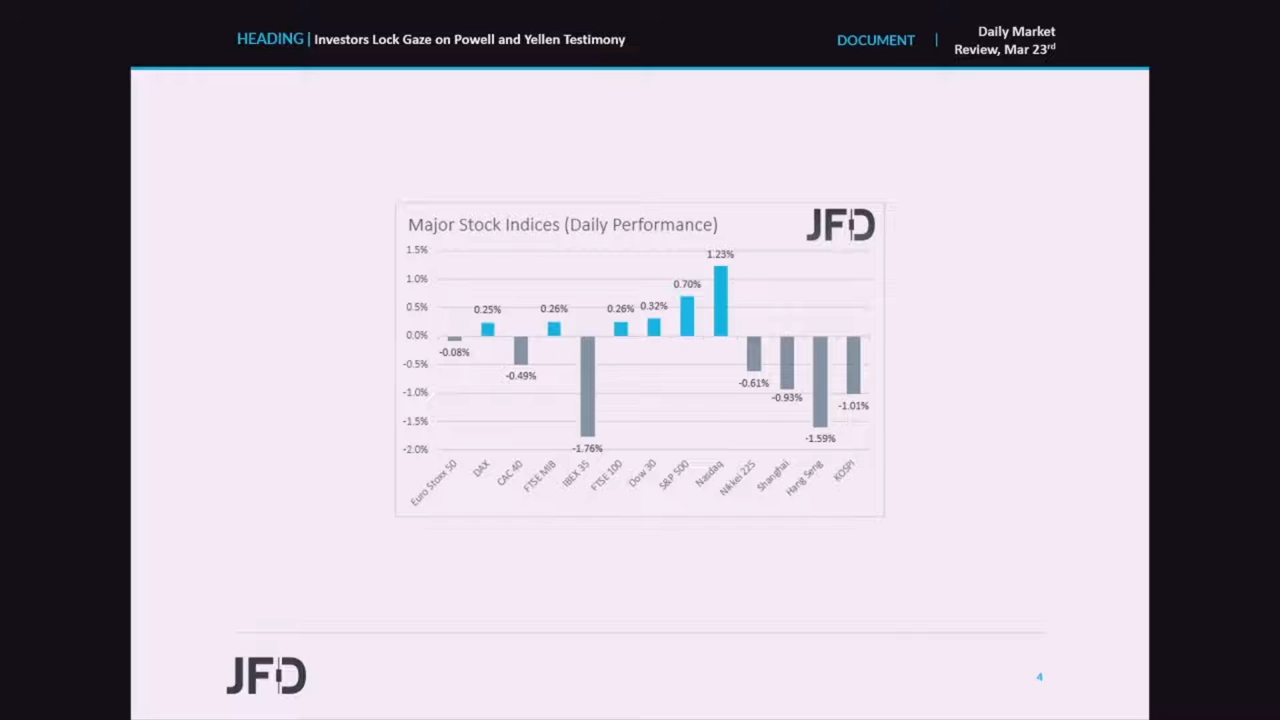 HEADING | Investors Lock Gaze on Powell and Yellen Testimony
DOCUMENT | Daily Market
Review, Mar 23rd
Major Stock Indices (Daily Performance)
JFD
1.5%
1.0%
0.5%
0.0%
-0.5%
-1.0%
-1.5%
-2.0%
-0.08%
0.25%
-0.49%
0.26%
-1.76%
0.26%
0.32%
0.70%
1.23%
-0.61%
-0.93%
-1.59%
-1.01%
Euro Stoxx 50
DAX
CAC 40
FTSE MIB
IBEX 35
FTSE 100
Dow 30
S&P 500
Nasdaq
Nikkei 225
Shanghai
Hang Seng
KOSPI
JFD
4